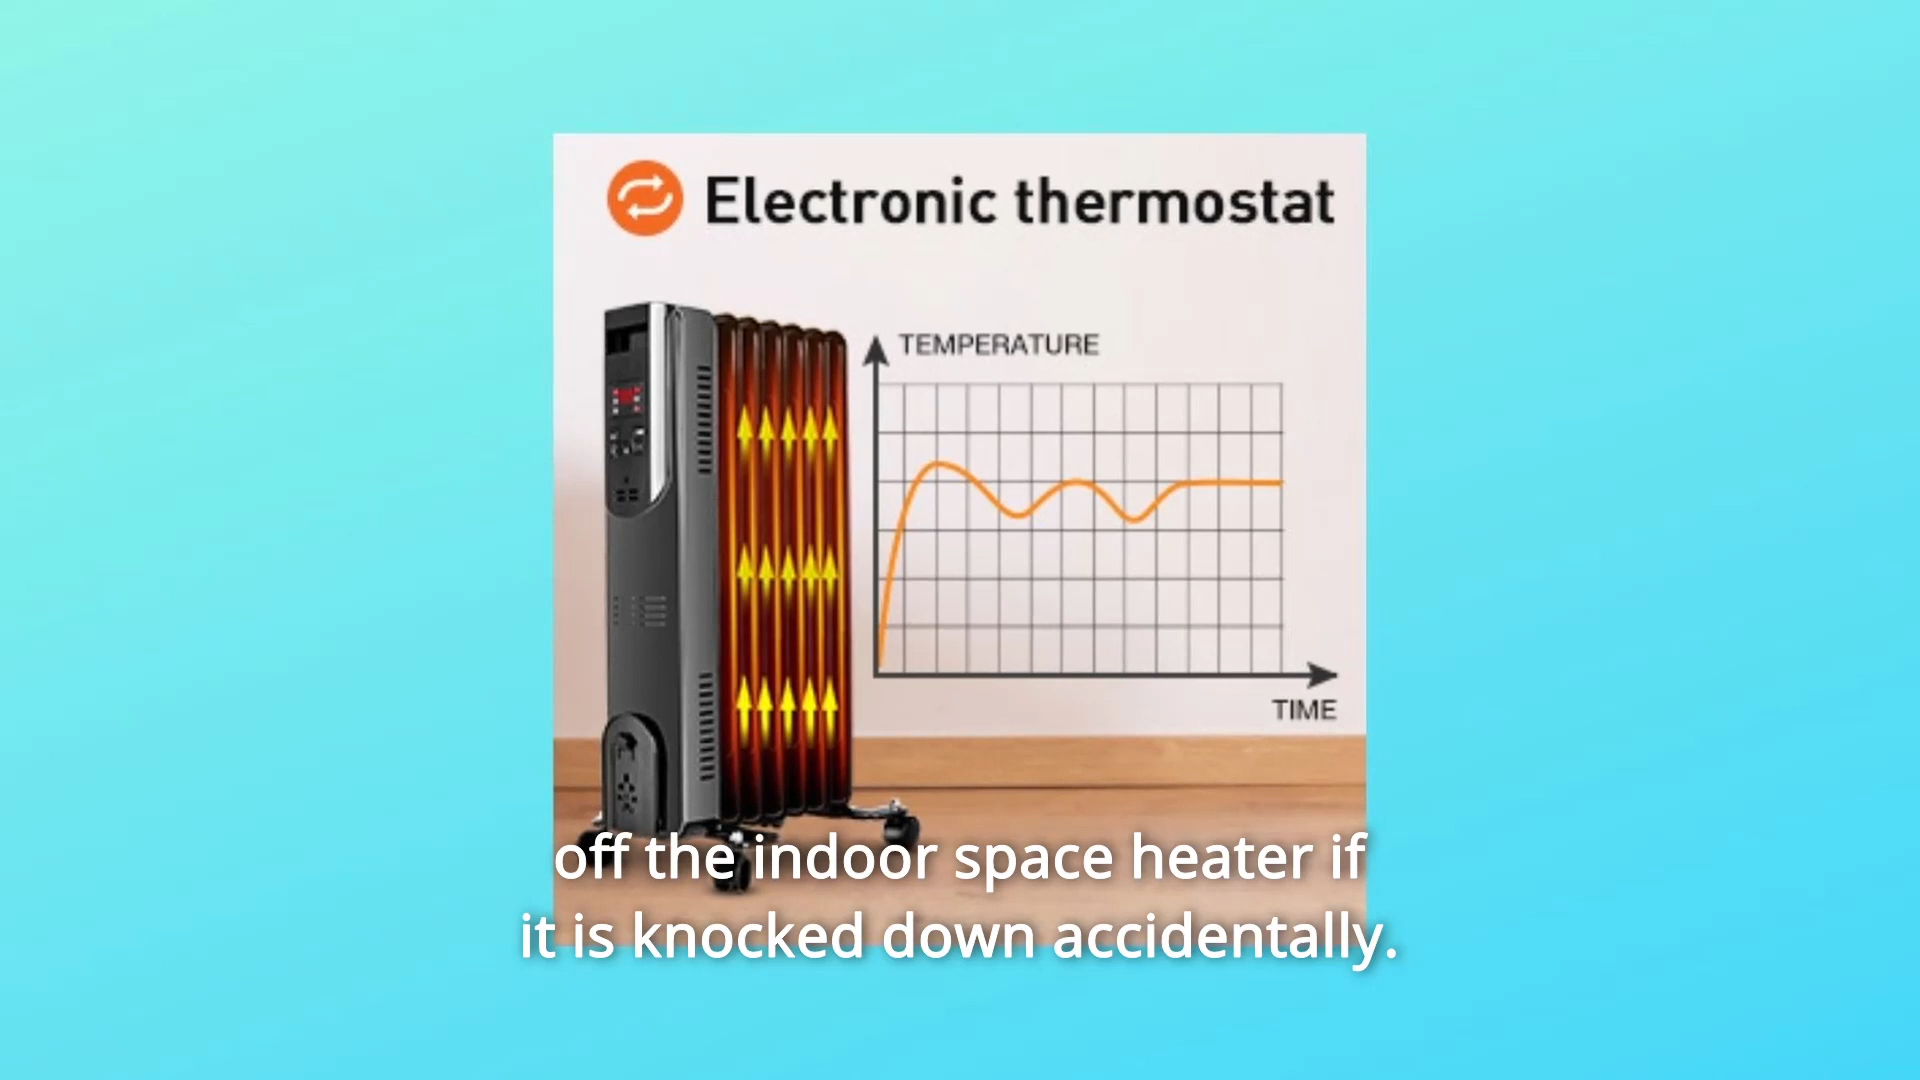 Electronic thermostat
TEMPERATURE
TIME
off the indoor space heater if
it is knocked down accidentally.